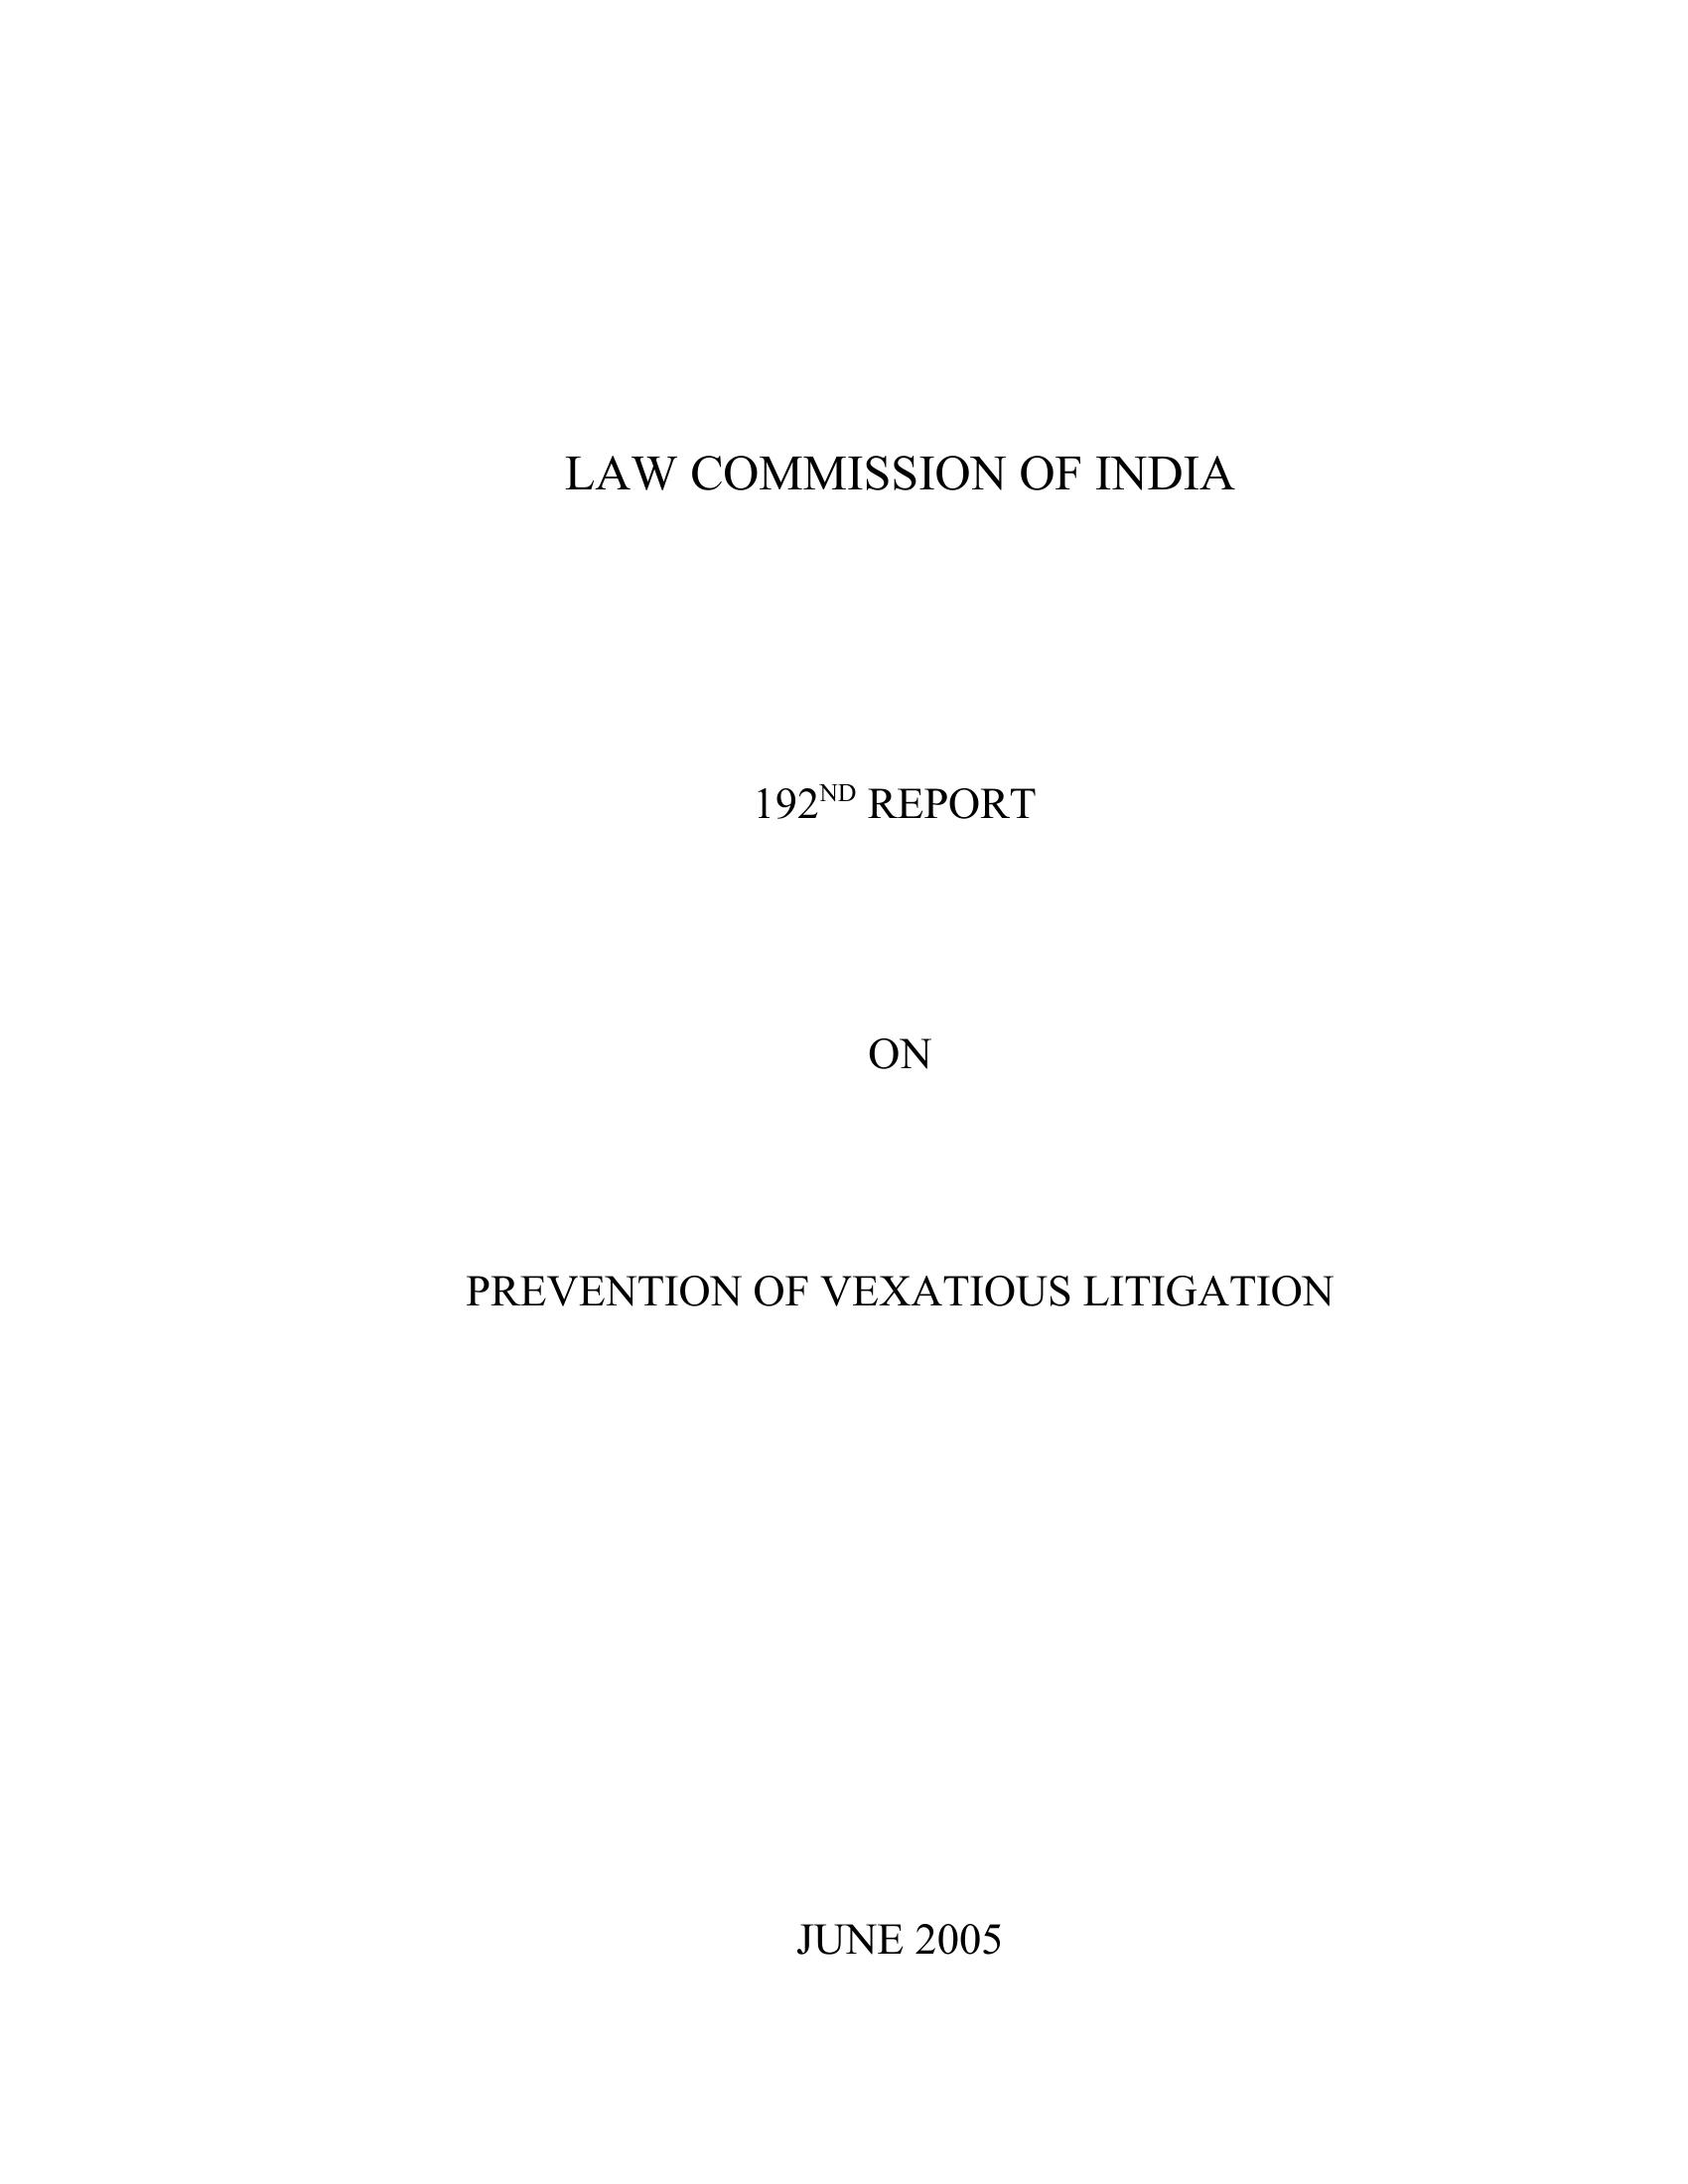 LAW COMMISSION OF INDIA
192ND REPORT
ON
PREVENTION OF VEXATIOUS LITIGATION
JUNE 2005